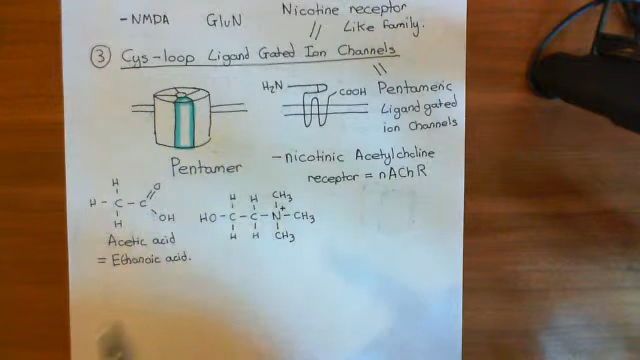 -NMDA GluN Nicotine receptor
// Like family.
③ Cys-loop Ligand Gated Ion Channels
//
H₂N COOH Pentameric
Ligand gated
ion Channels
Pentamer
-nicotinic Acetylcholine
receptor = nAChR
H
H - C - C O
OH
H
Acetic acid
= Ethanoic acid.
H H CH₃
HO - C - C - N⁺ - CH₃
H H CH₃